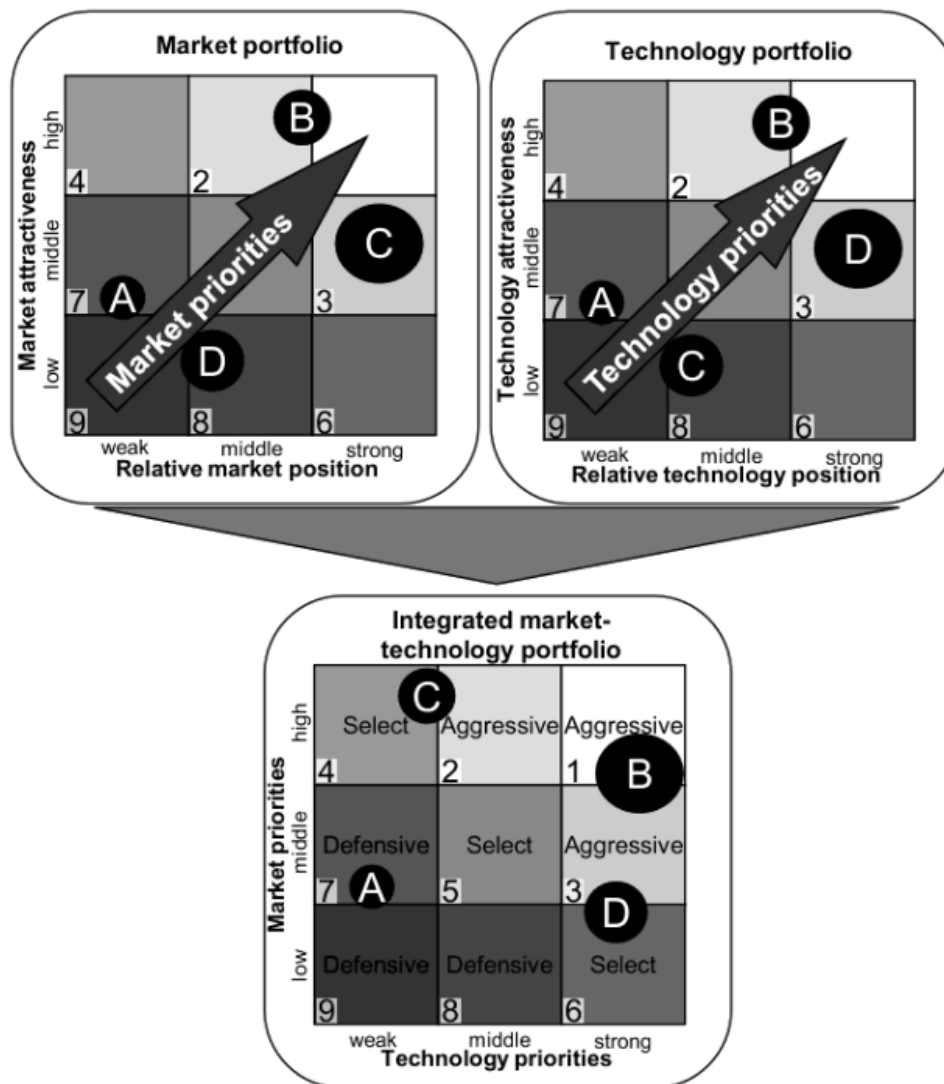 Market portfolio
Market attractiveness
high
middle
low
B
4
2
C
A
7
3
D
9
8
6
Market priorities
weak
middle
strong
Relative market position
Technology portfolio
Technology attractiveness
high
middle
low
B
4
2
D
A
7
3
C
9
8
6
Technology priorities
weak
middle
strong
Relative technology position
Integrated market-
technology portfolio
Market priorities
high
middle
low
C
Select
Aggressive
Aggressive
B
4
2
1
Defensive
Select
Aggressive
A
7
5
3
D
Defensive
Defensive
Select
9
8
6
weak
middle
strong
Technology priorities